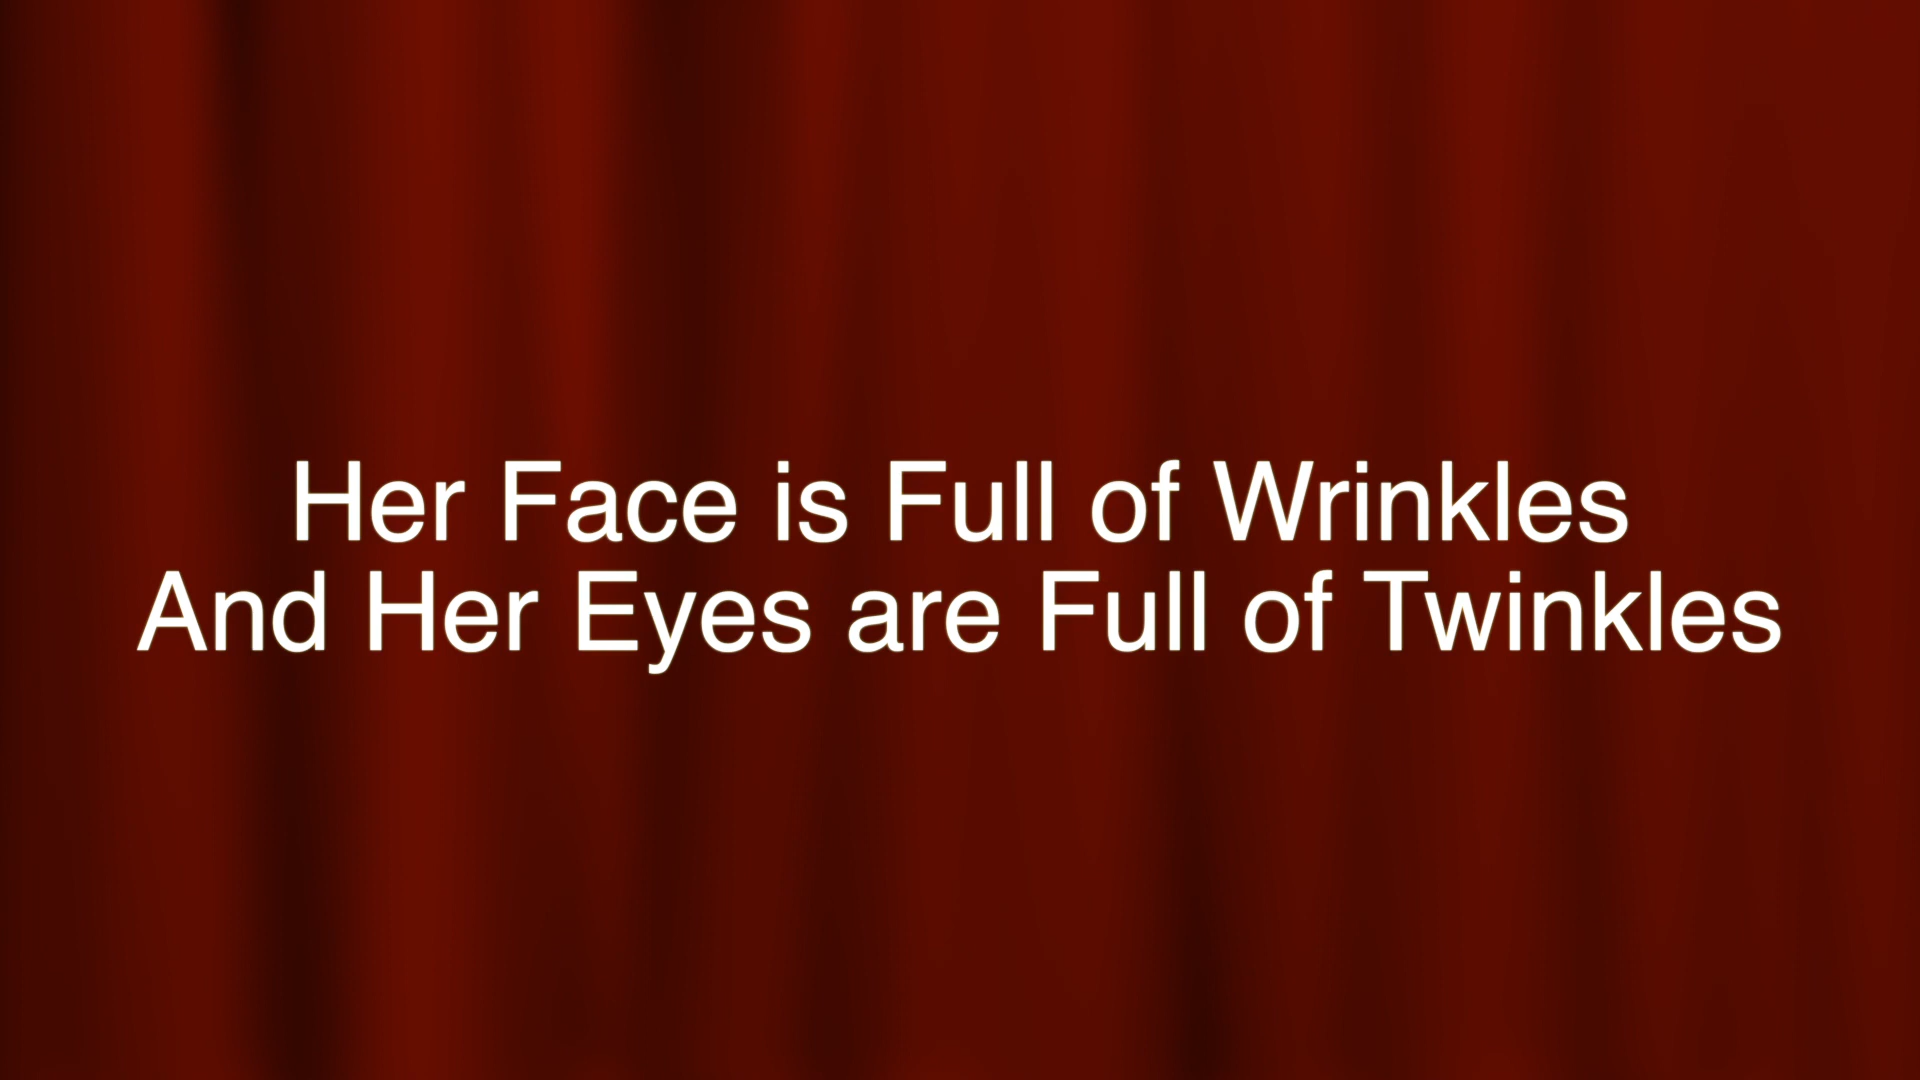 Her Face is Full of Wrinkles
And Her Eyes are Full of Twinkles